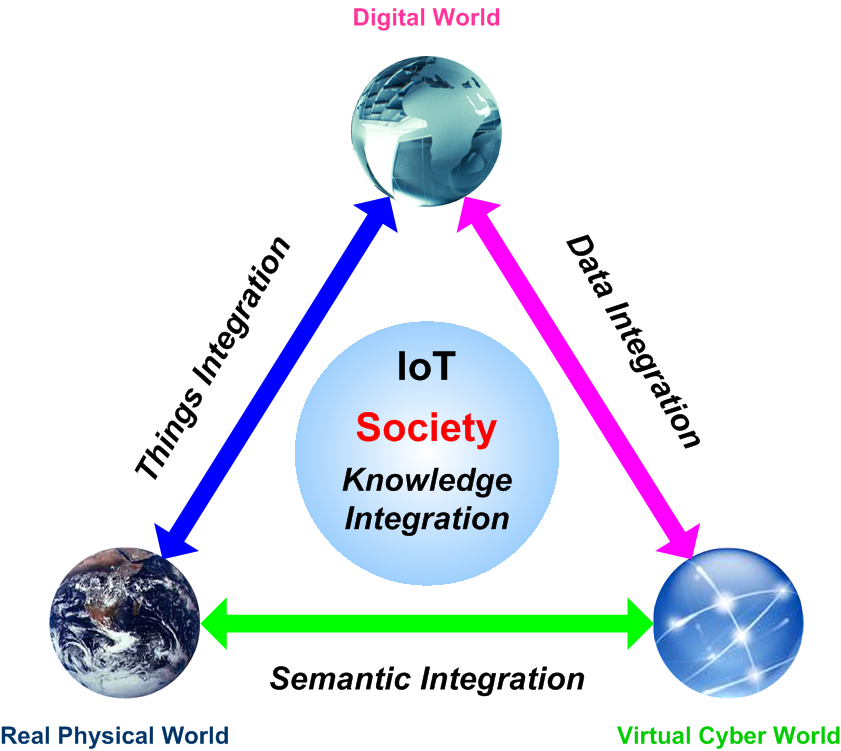 Digital World
Things Integration
Data Integration
IoT
Society
Knowledge
Integration
Semantic Integration
Real Physical World
Virtual Cyber World